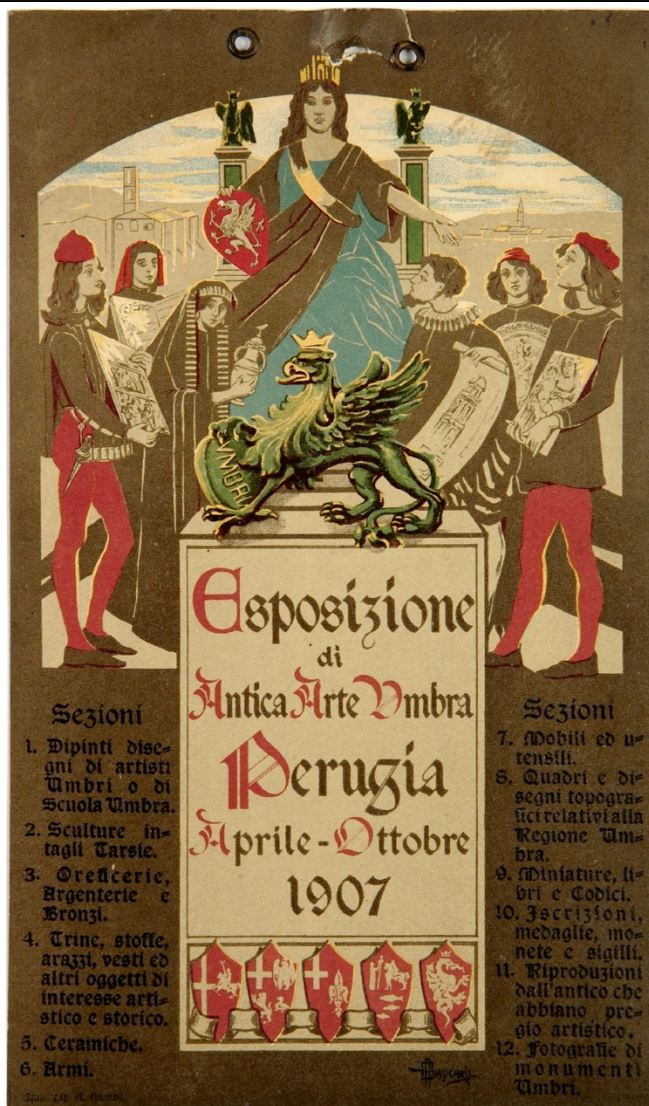 VMBRI
Esposizione
di
Antica Arte Vmbra
Perugia
Aprile - Ottobre
1907
Sezioni
1. Dipinti dise=
gni di artisti
Umbri o di
Scuola Umbra.
2. Sculture in=
tagli Tarsie.
3. Oreficerie,
Argenterie e
Bronzi.
4. Trine, stoffe,
arazzi, vesti ed
altri oggetti di
interesse arti=
stico e storico.
5. Ceramiche.
6. Armi.
Sezioni
7. Mobili ed u=
tensili.
8. Quadri e di=
segni topogra=
fici relativi alla
Regione Um=
bra.
9. Miniature, li=
bri e Codici.
10. Iscrizioni,
medaglie, mo=
nete e sigilli.
11. Riproduzioni
dall'antico che
abbiano pre=
gio artistico.
12. Fotografie di
monumenti
Umbri.
Stab. Lit. A.